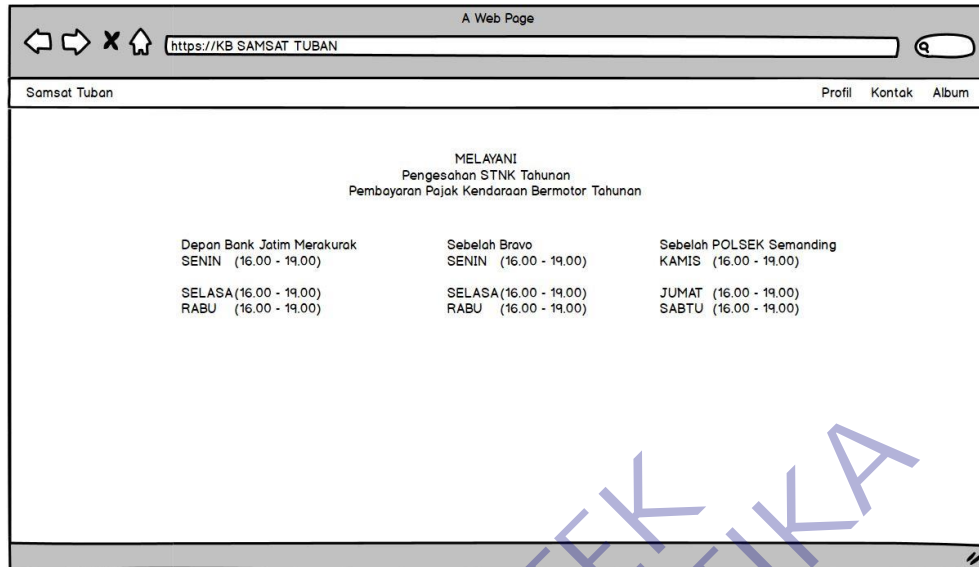 A Web Page
https://KB SAMSAT TUBAN
Samsat Tuban Profil Kontak Album
MELAYANI
Pengesahan STNK Tahunan
Pembayaran Pajak Kendaraan Bermotor Tahunan
Depan Bank Jatim Merakurak
SENIN (16.00 - 19.00)
SELASA (16.00 - 19.00)
RABU (16.00 - 19.00)
Sebelah Bravo
SENIN (16.00 - 19.00)
SELASA (16.00 - 19.00)
RABU (16.00 - 19.00)
Sebelah POLSEK Semanding
KAMIS (16.00 - 19.00)
JUMAT (16.00 - 19.00)
SABTU (16.00 - 19.00)